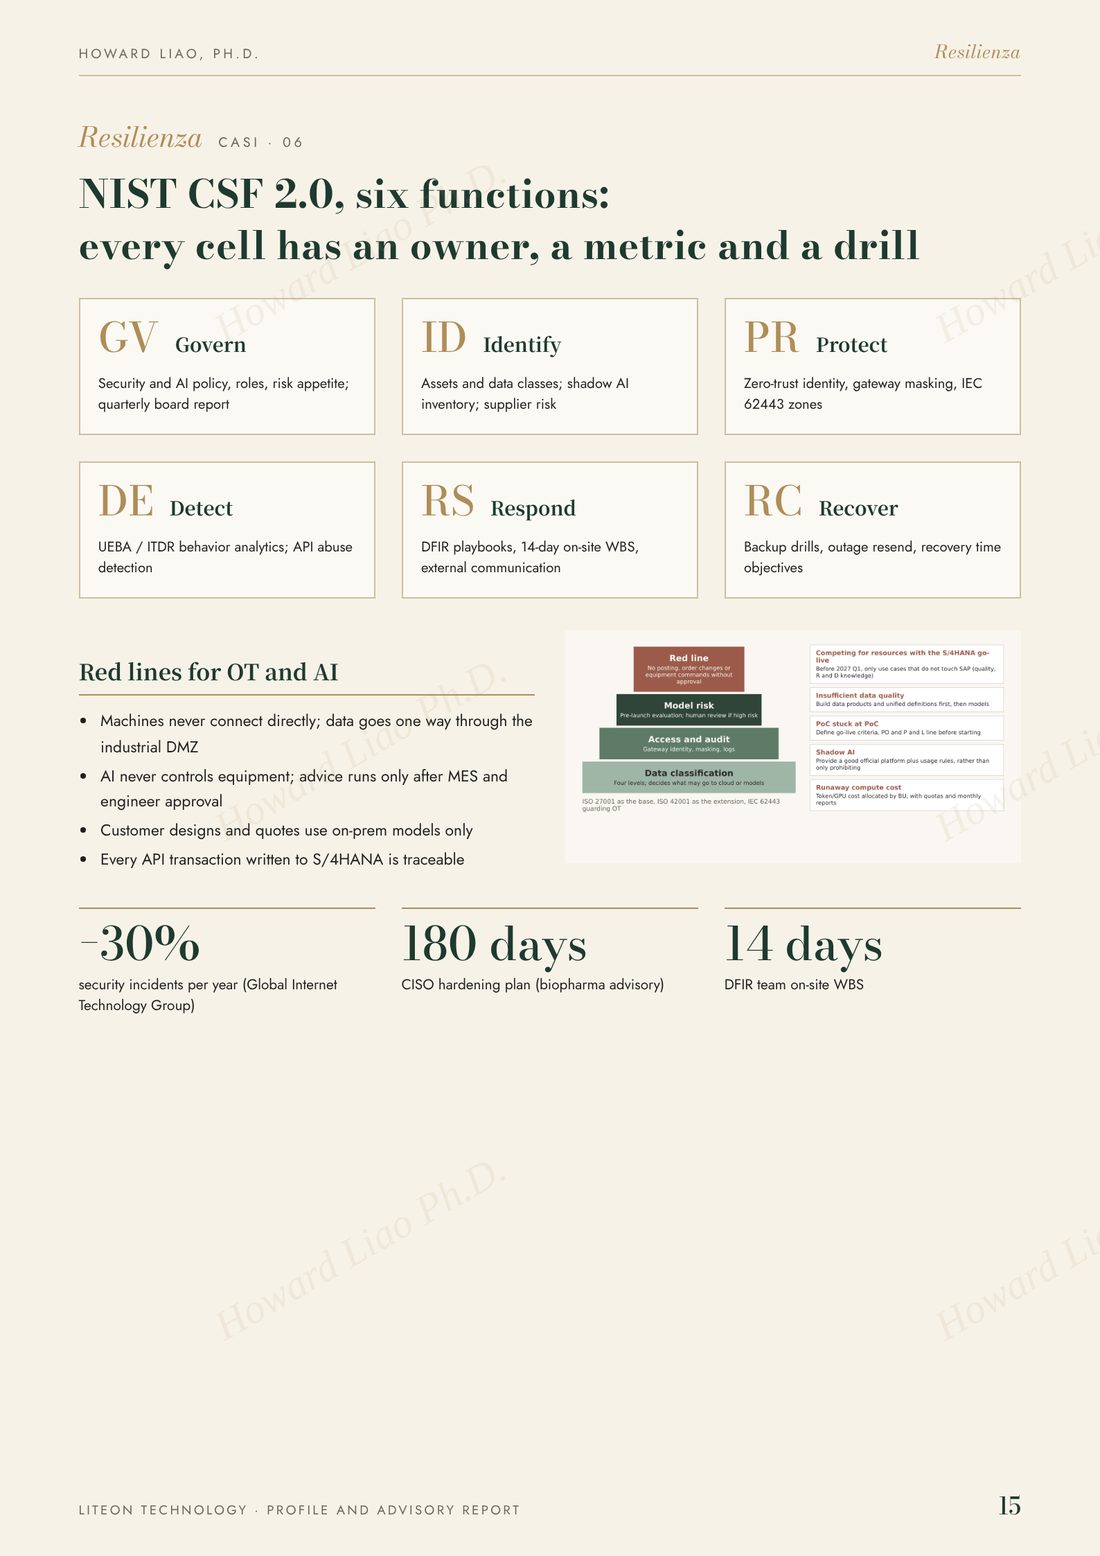 HOWARD LIAO, PH.D.
Resilienza
Resilienza CASI · 06
NIST CSF 2.0, six functions:
every cell has an owner, a metric and a drill
GV Govern
Security and AI policy, roles, risk appetite;
quarterly board report
ID Identify
Assets and data classes; shadow AI
inventory; supplier risk
PR Protect
Zero-trust identity, gateway masking, IEC
62443 zones
DE Detect
UEBA / ITDR behavior analytics; API abuse
detection
RS Respond
DFIR playbooks, 14-day on-site WBS,
external communication
RC Recover
Backup drills, outage resend, recovery time
objectives
Red lines for OT and AI
• Machines never connect directly; data goes one way through the
industrial DMZ
• AI never controls equipment; advice runs only after MES and
engineer approval
• Customer designs and quotes use on-prem models only
• Every API transaction written to S/4HANA is traceable
Red line
No posting, order changes or
equipment commands without
approval
Model risk
Pre-launch evaluation; human review if high risk
Access and audit
Gateway identity, masking, logs
Data classification
Four levels, decides what may go to cloud or models
ISO 27001 as the base, ISO 42001 as the extension, IEC 62443
guarding OT
Competing for resources with the S/4HANA go-
live
Before 2027 Q1, only use cases that do not touch SAP (quality,
R and D knowledge)
Insufficient data quality
Build data products and unified definitions first, then models
PoC stuck at PoC
Define go-live criteria, PO and P and L line before starting
Shadow AI
Provide a good official platform plus usage rules, rather than
only prohibiting
Runaway compute cost
Token/GPU cost allocated by BU, with quotas and monthly
reports
−30%
security incidents per year (Global Internet
Technology Group)
180 days
CISO hardening plan (biopharma advisory)
14 days
DFIR team on-site WBS
Howard Liao Ph.D.
Howard Liao Ph.D.
Howard Liao Ph.D.
LITEON TECHNOLOGY · PROFILE AND ADVISORY REPORT
15